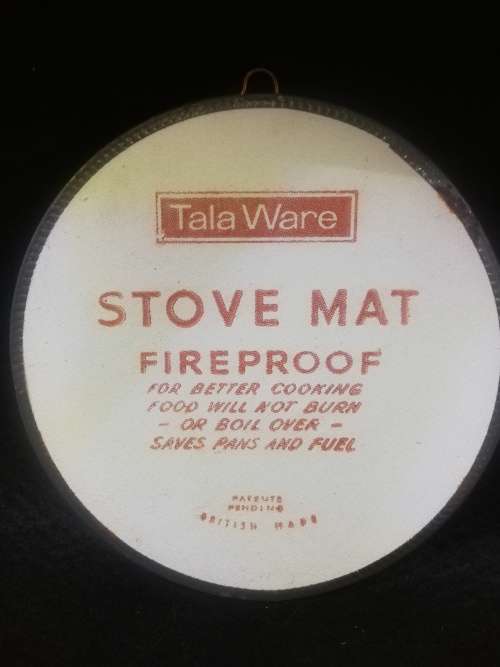 Tala Ware
STOVE MAT
FIREPROOF
FOR BETTER COOKING
FOOD WILL NOT BURN
- OR BOIL OVER -
SAVES PANS AND FUEL
PATENTS
PENDING
BRITISH MADE